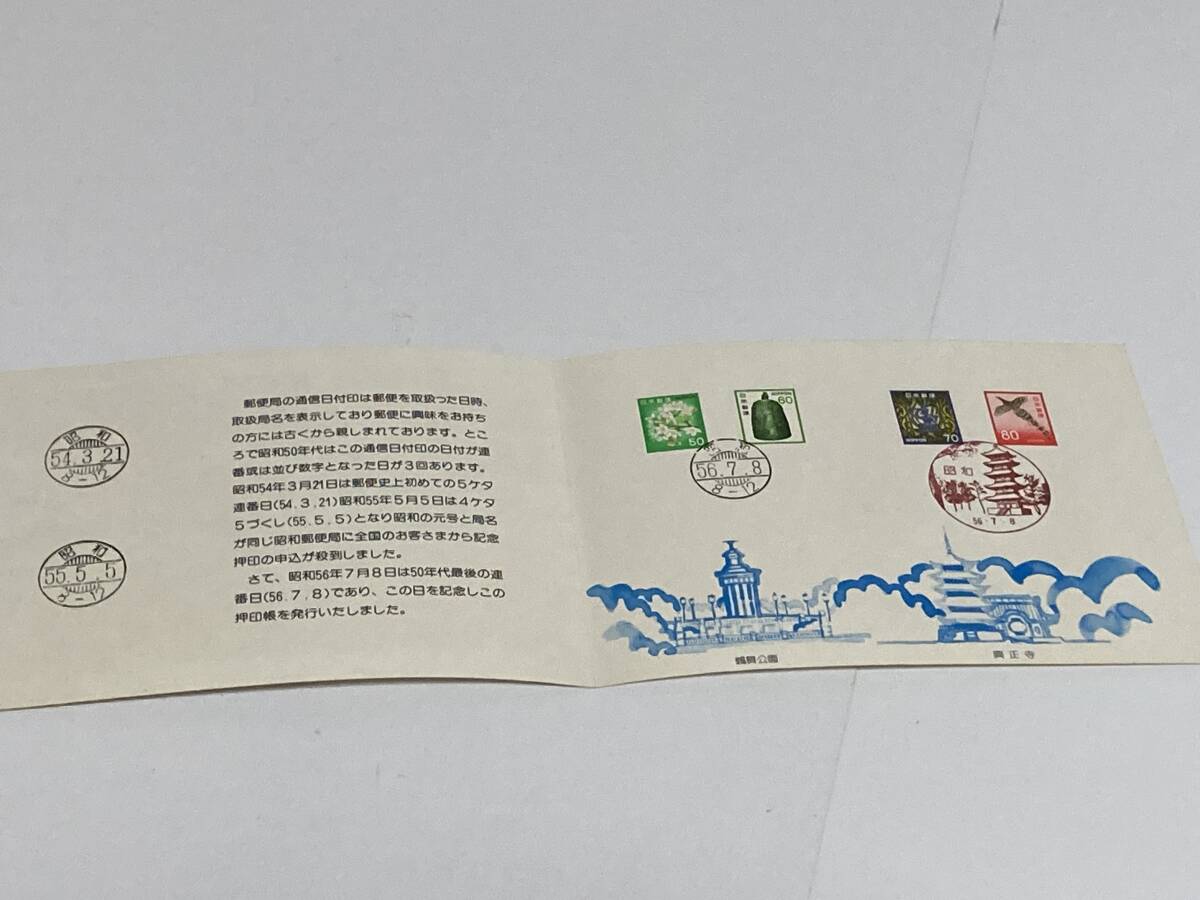 昭和
54.3.21
8-12
昭和
55.5.5
8-12
郵便局の通信日付印は郵便を取扱った日時、
取扱局名を表示しており郵便に興味をお持ち
の方には古くから親しまれております。とこ
ろで昭和50年代はこの通信日付印の日付が連
番或は並び数字となった日が3回あります。
昭和54年3月21日は郵便史上初めての5ケタ
連番日(54.3.21)昭和55年5月5日は4ケタ
5づくし(55.5.5)となり昭和の元号と局名
が同じ昭和郵便局に全国のお客さまから記念
押印の申込が殺到しました。
さて、昭和56年7月8日は50年代最後の連
番日(56.7.8)であり、この日を記念しこの
押印帳を発行いたしました。
日本郵便
50
日本郵便
NIPPON
60
日本郵便
NIPPON
70
日本郵便
80
昭和
56.7.8
8-12
昭和
56・7・8
鶴舞公園
興正寺